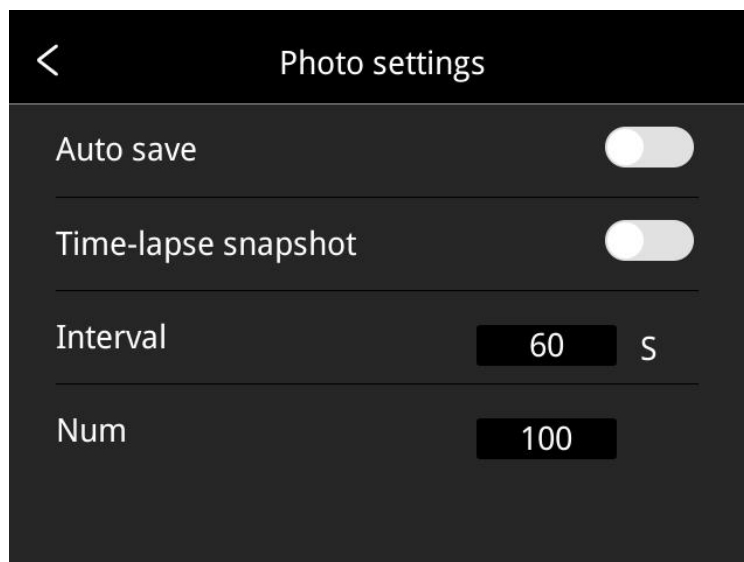 Photo settings
Auto save
Time-lapse snapshot
Interval 60 S
Num 100